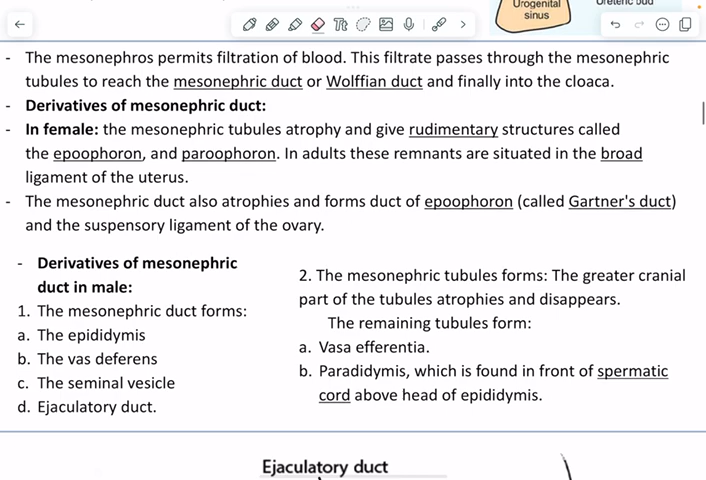 Urogenital
sinus
- The mesonephros permits filtration of blood. This filtrate passes through the mesonephric
tubules to reach the mesonephric duct or Wolffian duct and finally into the cloaca.
- Derivatives of mesonephric duct:
- In female: the mesonephric tubules atrophy and give rudimentary structures called
the epoophoron, and paroophoron. In adults these remnants are situated in the broad
ligament of the uterus.
- The mesonephric duct also atrophies and forms duct of epoophoron (called Gartner's duct)
and the suspensory ligament of the ovary.
- Derivatives of mesonephric
duct in male:
1. The mesonephric duct forms:
a. The epididymis
b. The vas deferens
c. The seminal vesicle
d. Ejaculatory duct.
2. The mesonephric tubules forms: The greater cranial
part of the tubules atrophies and disappears.
The remaining tubules form:
a. Vasa efferentia.
b. Paradidymis, which is found in front of spermatic
cord above head of epididymis.
Ejaculatory duct